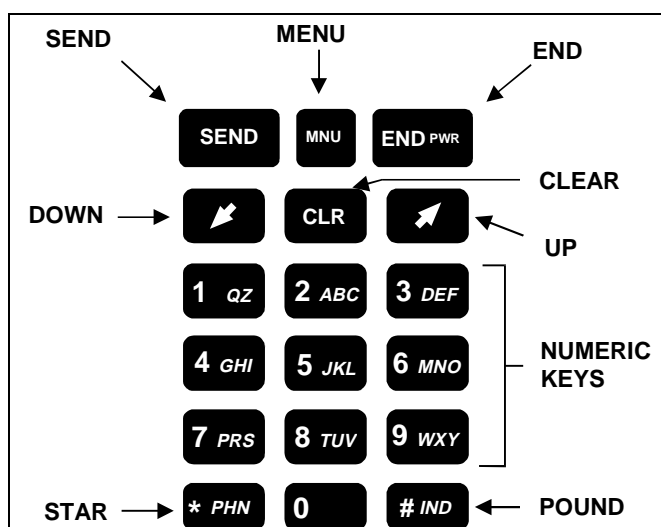 SEND MENU END
SEND MNU END PWR
CLEAR
DOWN CLR
UP
1 QZ 2 ABC 3 DEF
4 GHI 5 JKL 6 MNO NUMERIC
KEYS
7 PRS 8 TUV 9 WXY
STAR * PHN 0 # IND POUND